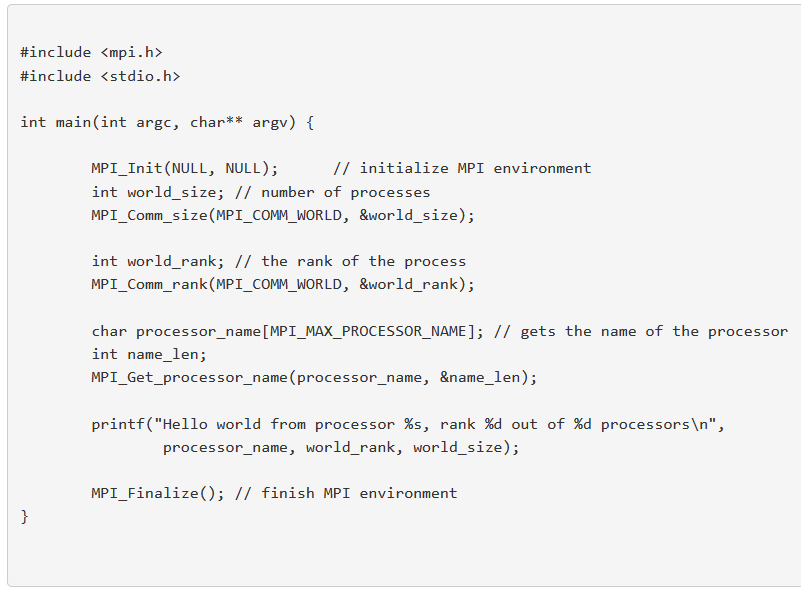 #include <mpi.h>
#include <stdio.h>

int main(int argc, char** argv) {

        MPI_Init(NULL, NULL);      // initialize MPI environment
        int world_size; // number of processes
        MPI_Comm_size(MPI_COMM_WORLD, &world_size);

        int world_rank; // the rank of the process
        MPI_Comm_rank(MPI_COMM_WORLD, &world_rank);

        char processor_name[MPI_MAX_PROCESSOR_NAME]; // gets the name of the processor
        int name_len;
        MPI_Get_processor_name(processor_name, &name_len);

        printf("Hello world from processor %s, rank %d out of %d processors\n",
                processor_name, world_rank, world_size);

        MPI_Finalize(); // finish MPI environment
}